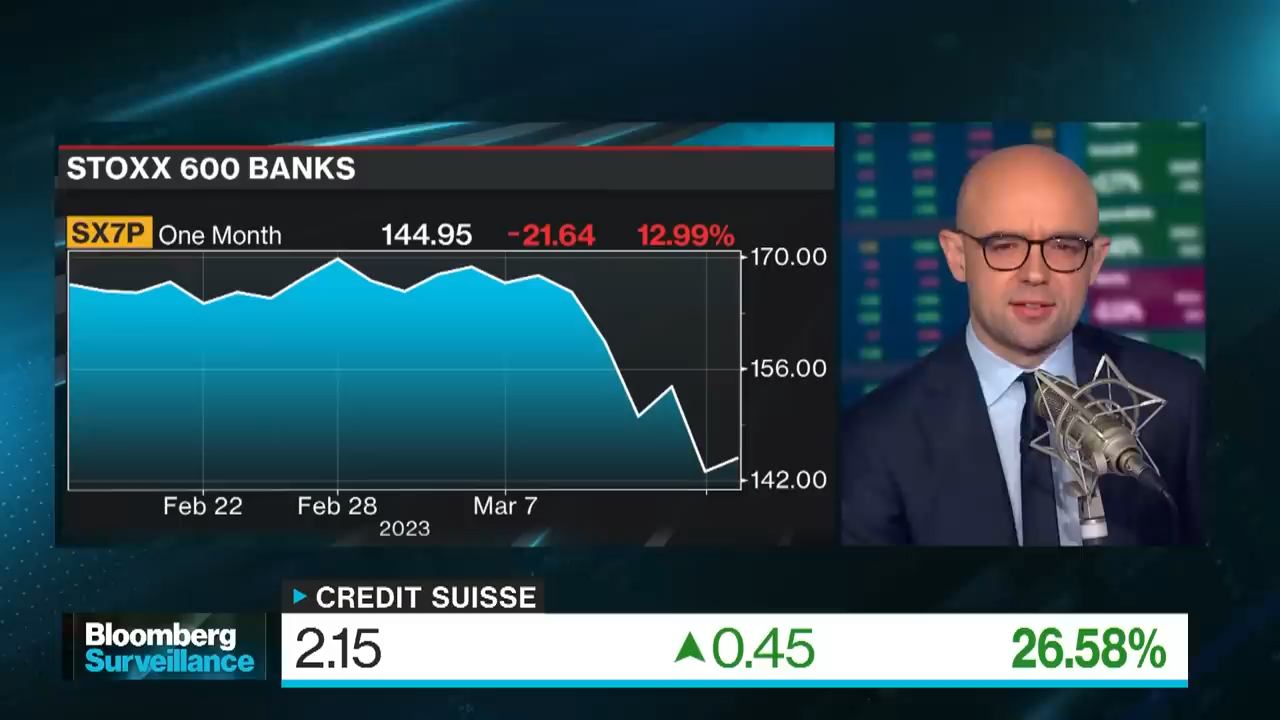 STOXX 600 BANKS
SX7P One Month 144.95 -21.64 12.99%
170.00
156.00
142.00
Feb 22 Feb 28 Mar 7
2023
CREDIT SUISSE
Bloomberg
Surveillance
2.15 ▲0.45 26.58%